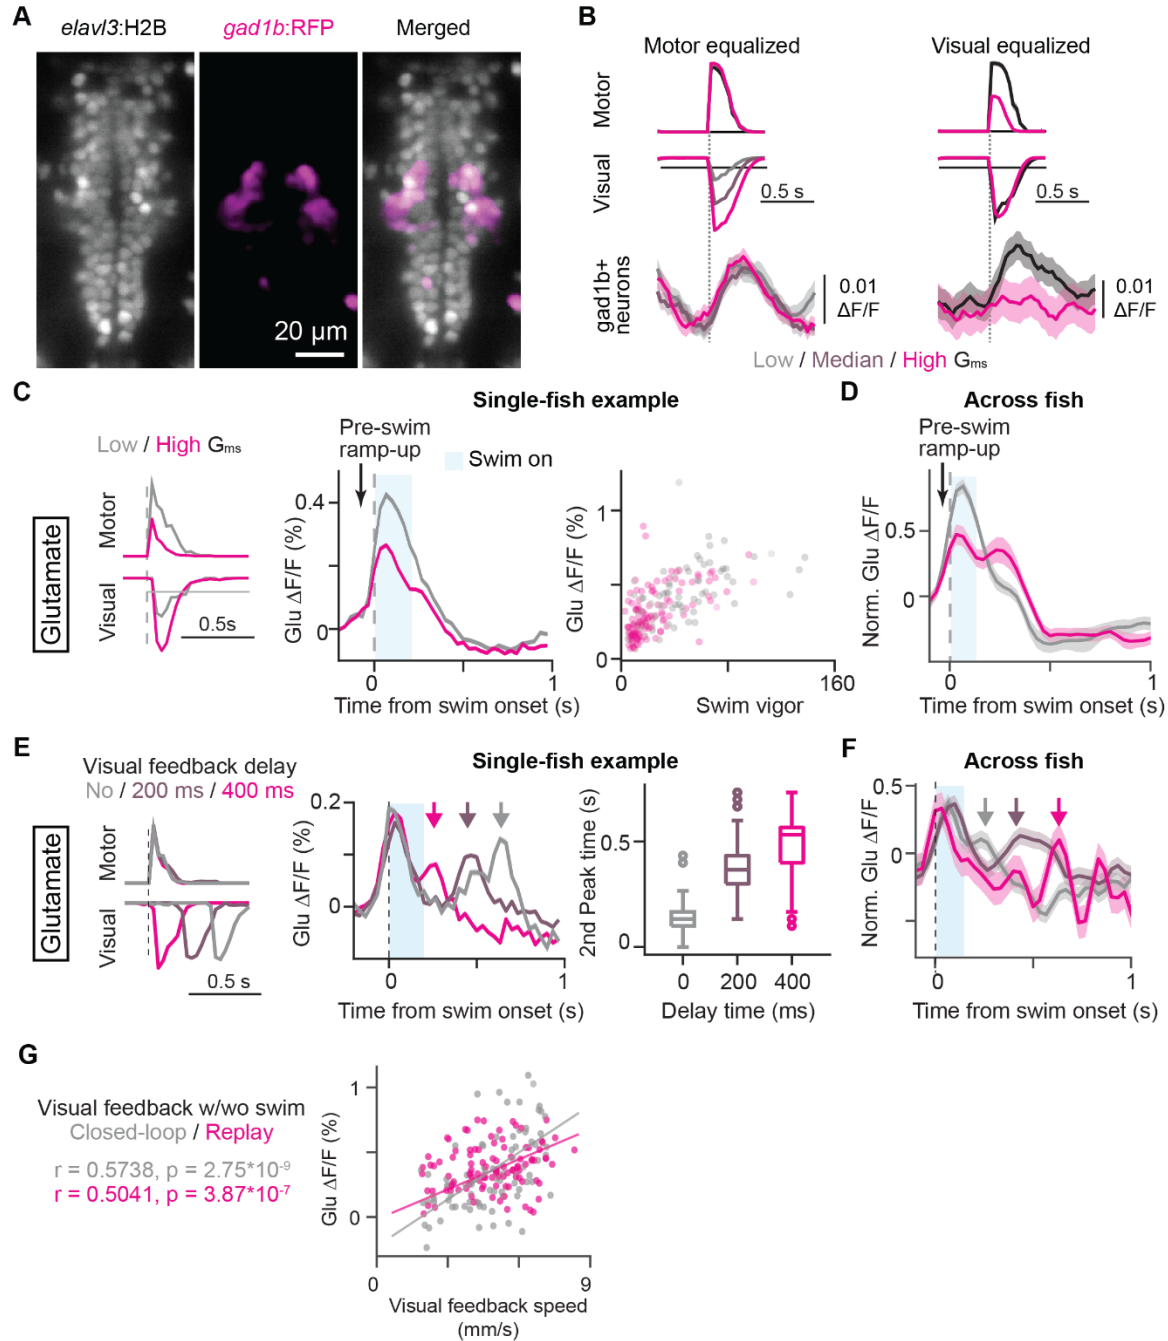 A
elavl3:H2B
gad1b:RFP
Merged
20 µm
B
Motor equalized
Visual equalized
Motor
Visual
0.5 s
0.5 s
gad1b+
neurons
0.01
ΔF/F
0.01
ΔF/F
Low / Median / High Gms
C
Single-fish example
Low / High Gms
Pre-swim
ramp-up
Swim on
Glutamate
Motor
Visual
0.5s
Glu ΔF/F (%)
0.4
0
0
1
Time from swim onset (s)
Glu ΔF/F (%)
1
0
0
160
Swim vigor
D
Across fish
Pre-swim
ramp-up
Norm. Glu ΔF/F
0.5
0
0
1
Time from swim onset (s)
E
Single-fish example
Visual feedback delay
No / 200 ms / 400 ms
Glutamate
Motor
Visual
0.5 s
Glu ΔF/F (%)
0.2
0
0
1
Time from swim onset (s)
2nd Peak time (s)
0.5
0
0
200
400
Delay time (ms)
F
Across fish
Norm. Glu ΔF/F
0.5
0
0
1
Time from swim onset (s)
G
Visual feedback w/wo swim
Closed-loop / Replay
r = 0.5738, p = 2.75*10-9
r = 0.5041, p = 3.87*10-7
Glu ΔF/F (%)
1
0
0
9
Visual feedback speed
(mm/s)